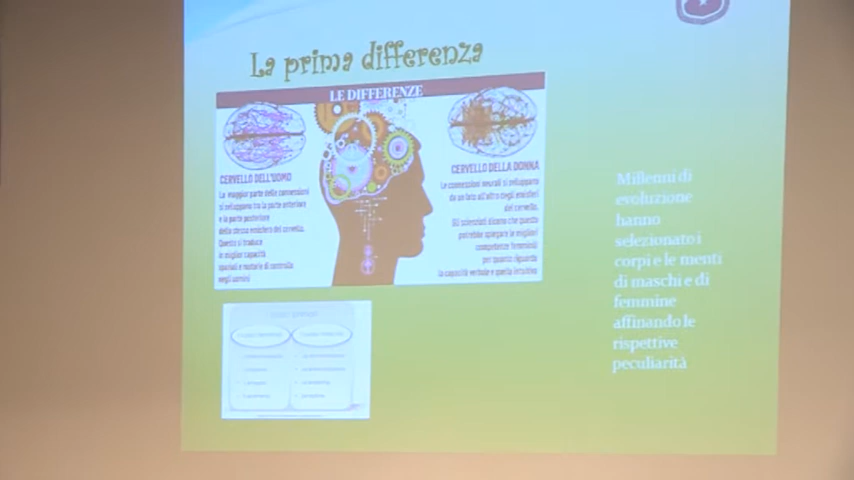 La prima differenza
LE DIFFERENZE
CERVELLO DELL'UOMO
La maggior parte delle connessioni
si sviluppano tra la parte anteriore
e la parte posteriore
dello stesso emisfero del cervello.
Questo si traduce
in miglior capacità
spaziali e motorie di controllo
negli uomini
CERVELLO DELLA DONNA
Le connessioni neurali si sviluppano
da un lato all'altro degli emisferi
del cervello.
Gli scienziati dicono che questo
potrebbe spiegare le migliori
competenze femminili
per quanto riguarda
la capacità verbale e quella intuitiva
Millenni di
evoluzione
hanno
selezionato i
corpi e le menti
di maschi e di
femmine
affinando le
rispettive
peculiarità